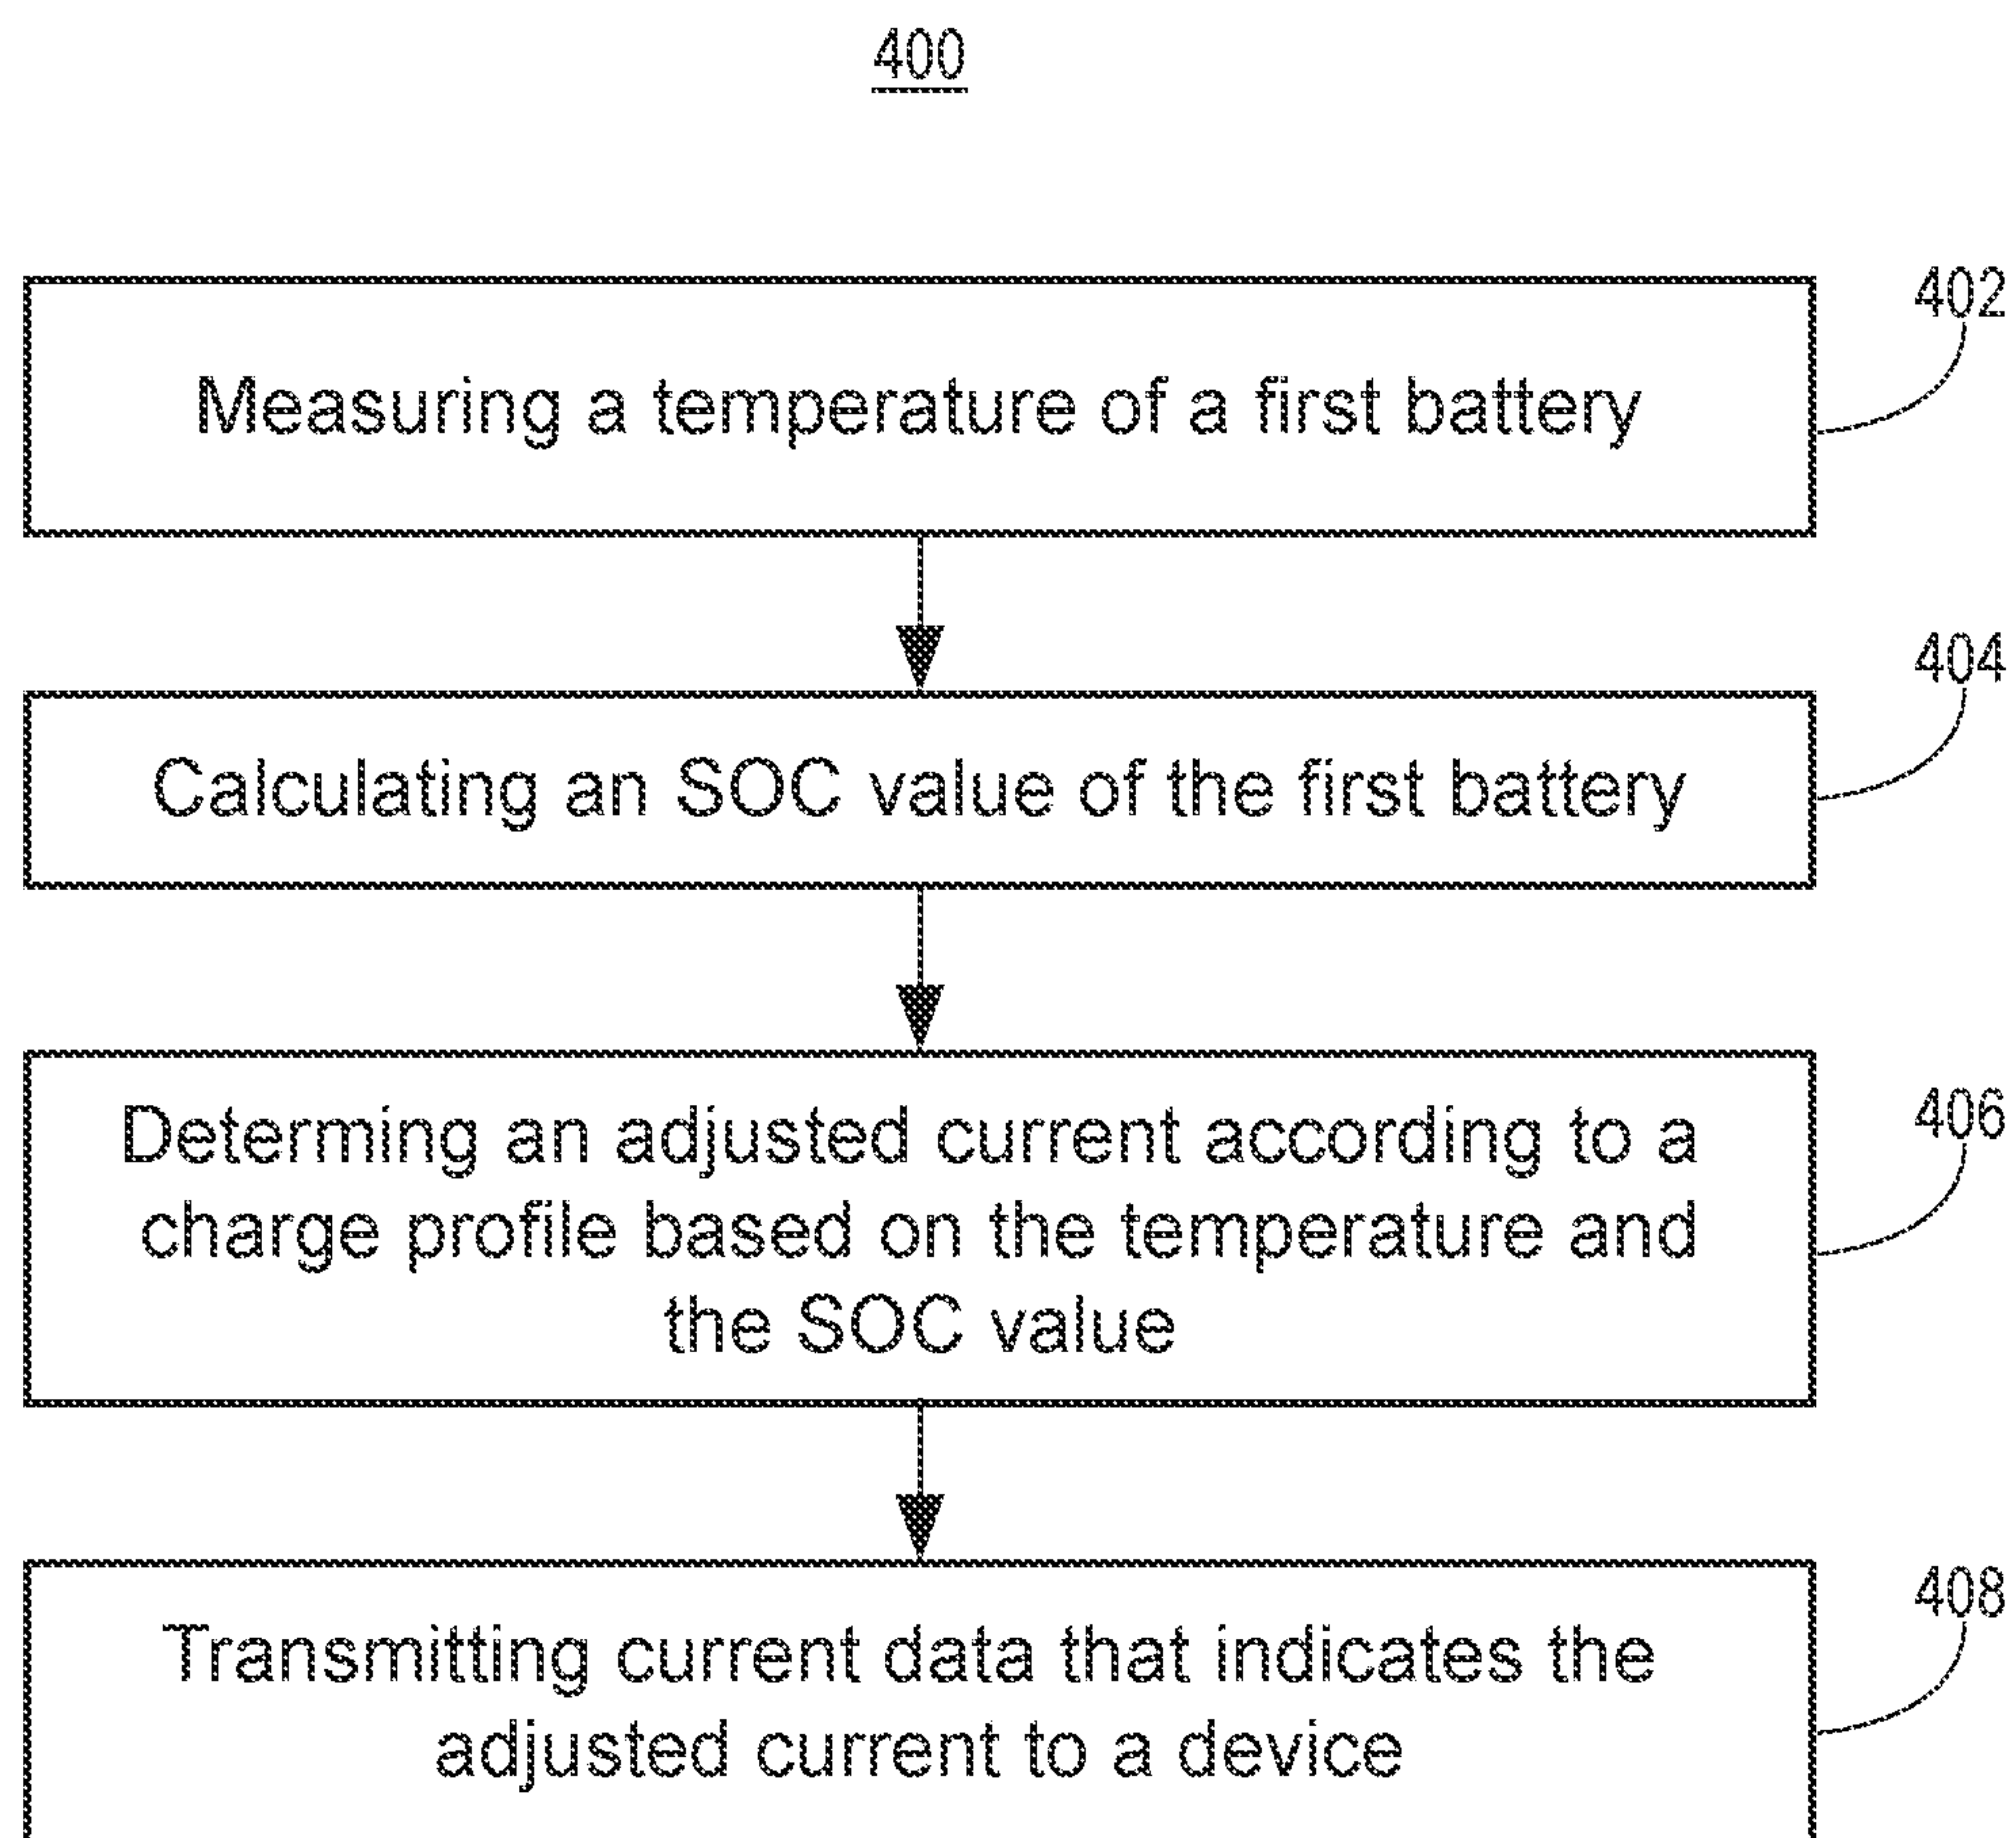 400
402
Measuring a temperature of a first battery
404
Calculating an SOC value of the first battery
406
Determing an adjusted current according to a
charge profile based on the temperature and
the SOC value
408
Transmitting current data that indicates the
adjusted current to a device